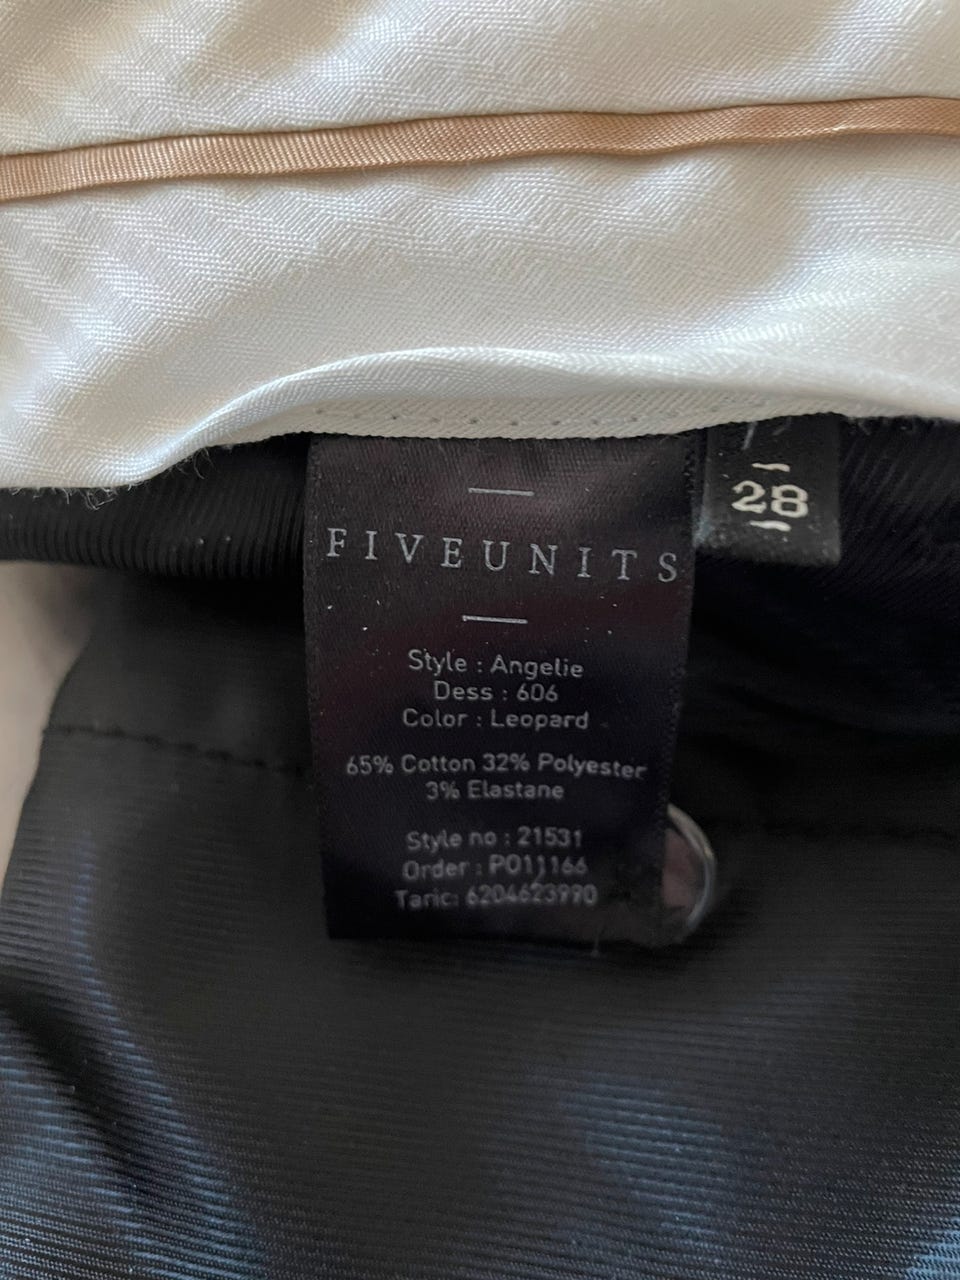 FIVEUNITS
28
Style : Angelie
Dess : 606
Color : Leopard
65% Cotton 32% Polyester
3% Elastane
Style no : 21531
Order : PO11166
Taric: 6204623990